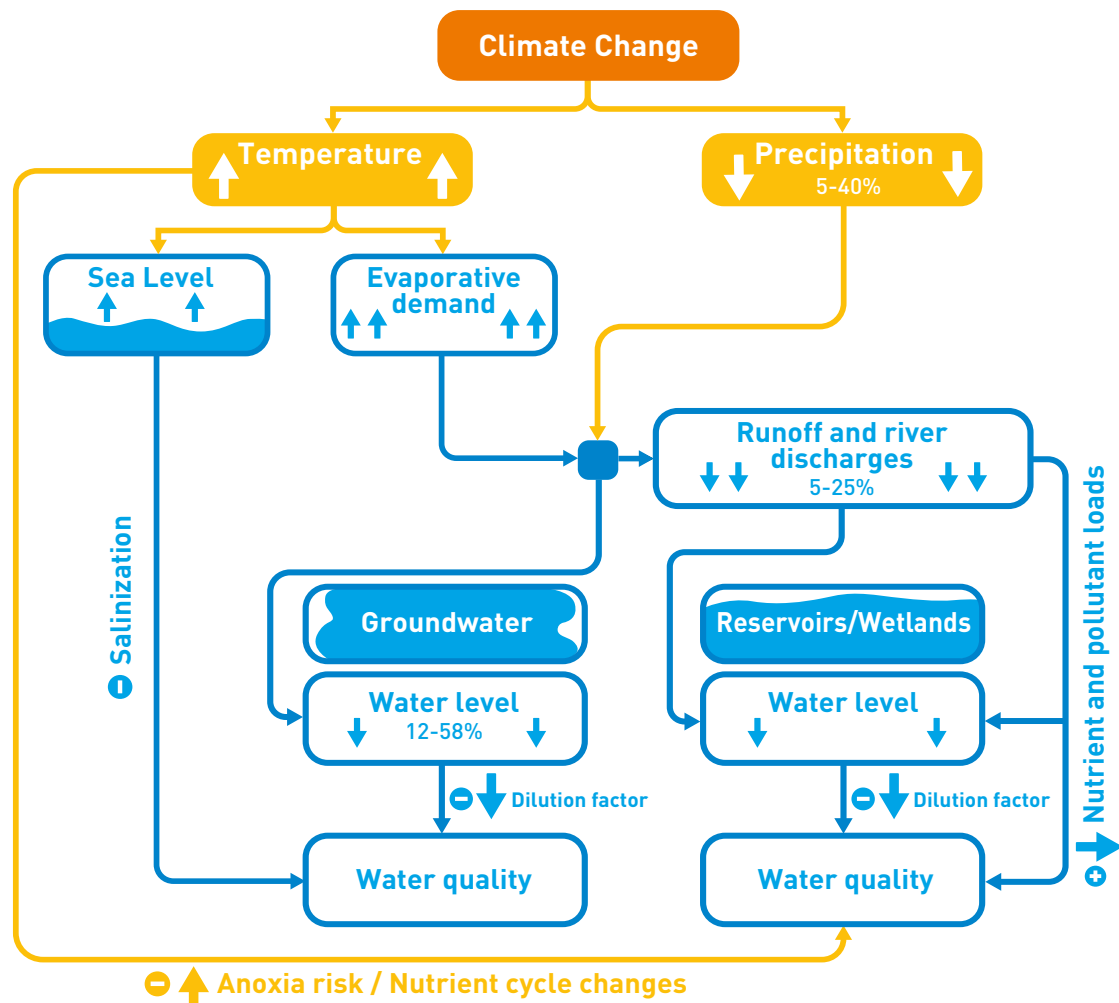 Climate Change
Temperature
Precipitation
5-40%
Sea Level
Evaporative
demand
Runoff and river
discharges
5-25%
Salinization
Nutrient and pollutant loads
Groundwater
Reservoirs/Wetlands
Water level
12-58%
Water level
Dilution factor
Dilution factor
Water quality
Water quality
Anoxia risk / Nutrient cycle changes